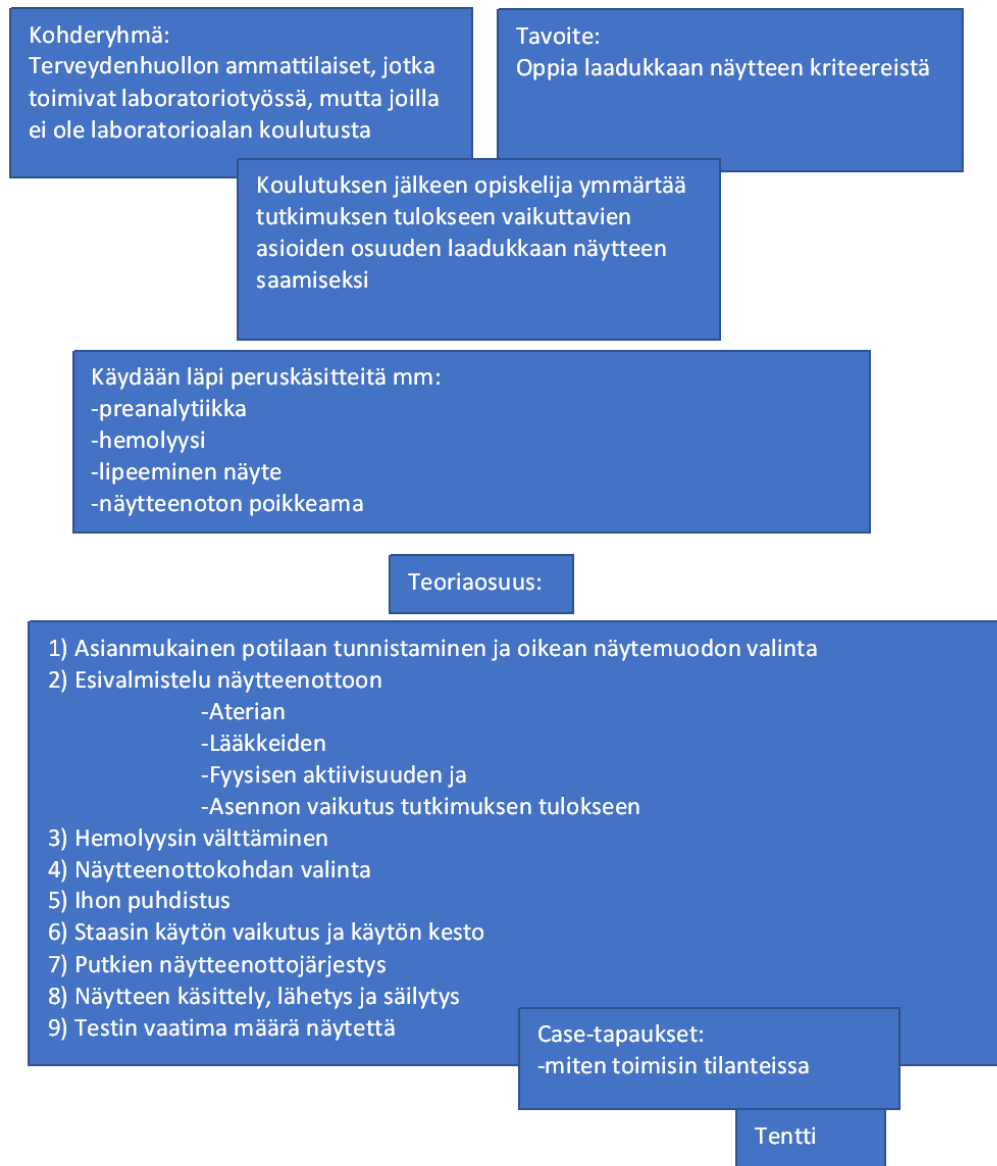 Kohderyhmä:
Terveydenhuollon ammattilaiset, jotka
toimivat laboratoriotyössä, mutta joilla
ei ole laboratorioalan koulutusta
Tavoite:
Oppia laadukkaan näytteen kriteereistä
Koulutuksen jälkeen opiskelija ymmärtää
tutkimuksen tulokseen vaikuttavien
asioiden osuuden laadukkaan näytteen
saamiseksi
Käydään läpi peruskäsitteitä mm:
-preanalytiikka
-hemolyysi
-lipeeminen näyte
-näytteenoton poikkeama
Teoriaosuus:
1) Asianmukainen potilaan tunnistaminen ja oikean näytemuodon valinta
2) Esivalmistelu näytteenottoon
-Aterian
-Lääkkeiden
-Fyysisen aktiivisuuden ja
-Asennon vaikutus tutkimuksen tulokseen
3) Hemolyysin välttäminen
4) Näytteenottokohdan valinta
5) Ihon puhdistus
6) Staasin käytön vaikutus ja käytön kesto
7) Putkien näytteenottojärjestys
8) Näytteen käsittely, lähetys ja säilytys
9) Testin vaatima määrä näytettä
Case-tapaukset:
-miten toimisin tilanteissa
Tentti